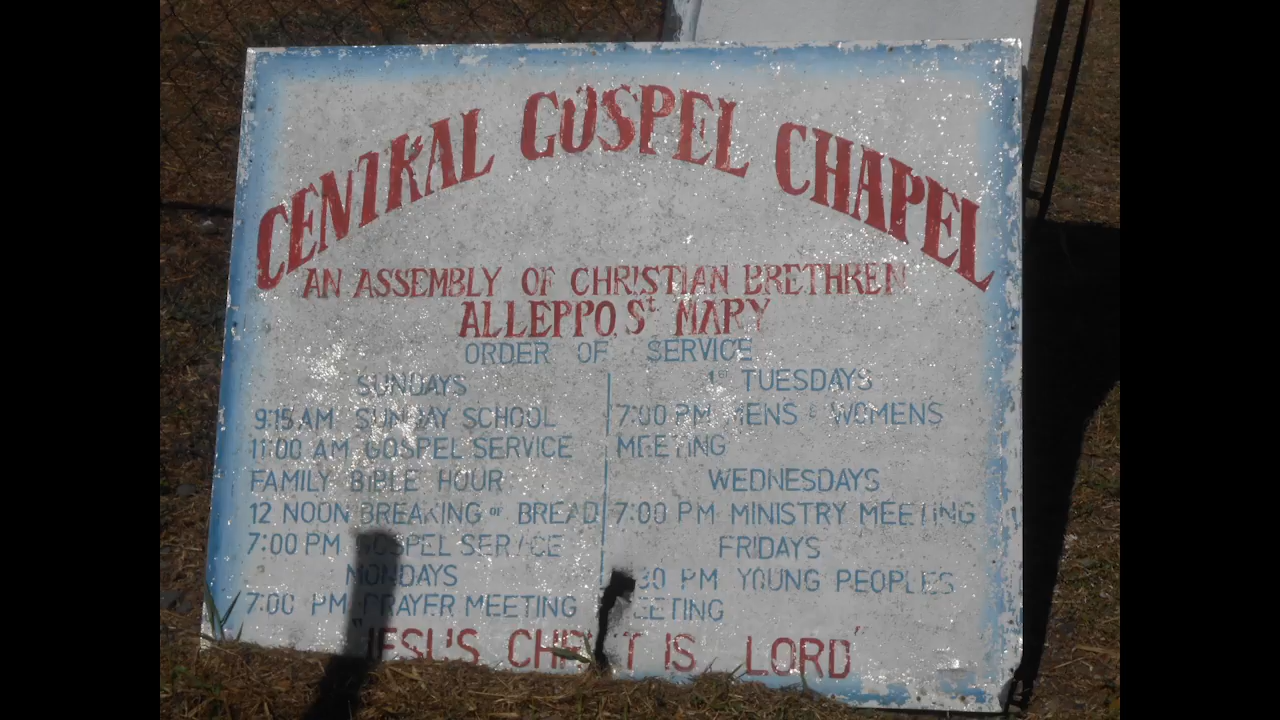 CENTRAL GOSPEL CHAPEL
AN ASSEMBLY OF CHRISTIAN BRETHREN
ALLEPPO, St MARY
ORDER OF SERVICE
SUNDAYS
9:15 AM SUNDAY SCHOOL
11:00 AM GOSPEL SERVICE
FAMILY BIBLE HOUR
12 NOON BREAKING OF BREAD
7:00 PM GOSPEL SERVICE
MONDAYS
7:00 PM PRAYER MEETING
1st TUESDAYS
7:00 PM MENS & WOMENS
MEETING
WEDNESDAYS
7:00 PM MINISTRY MEETING
FRIDAYS
30 PM YOUNG PEOPLES
MEETING
"JESUS CHRIST IS LORD"